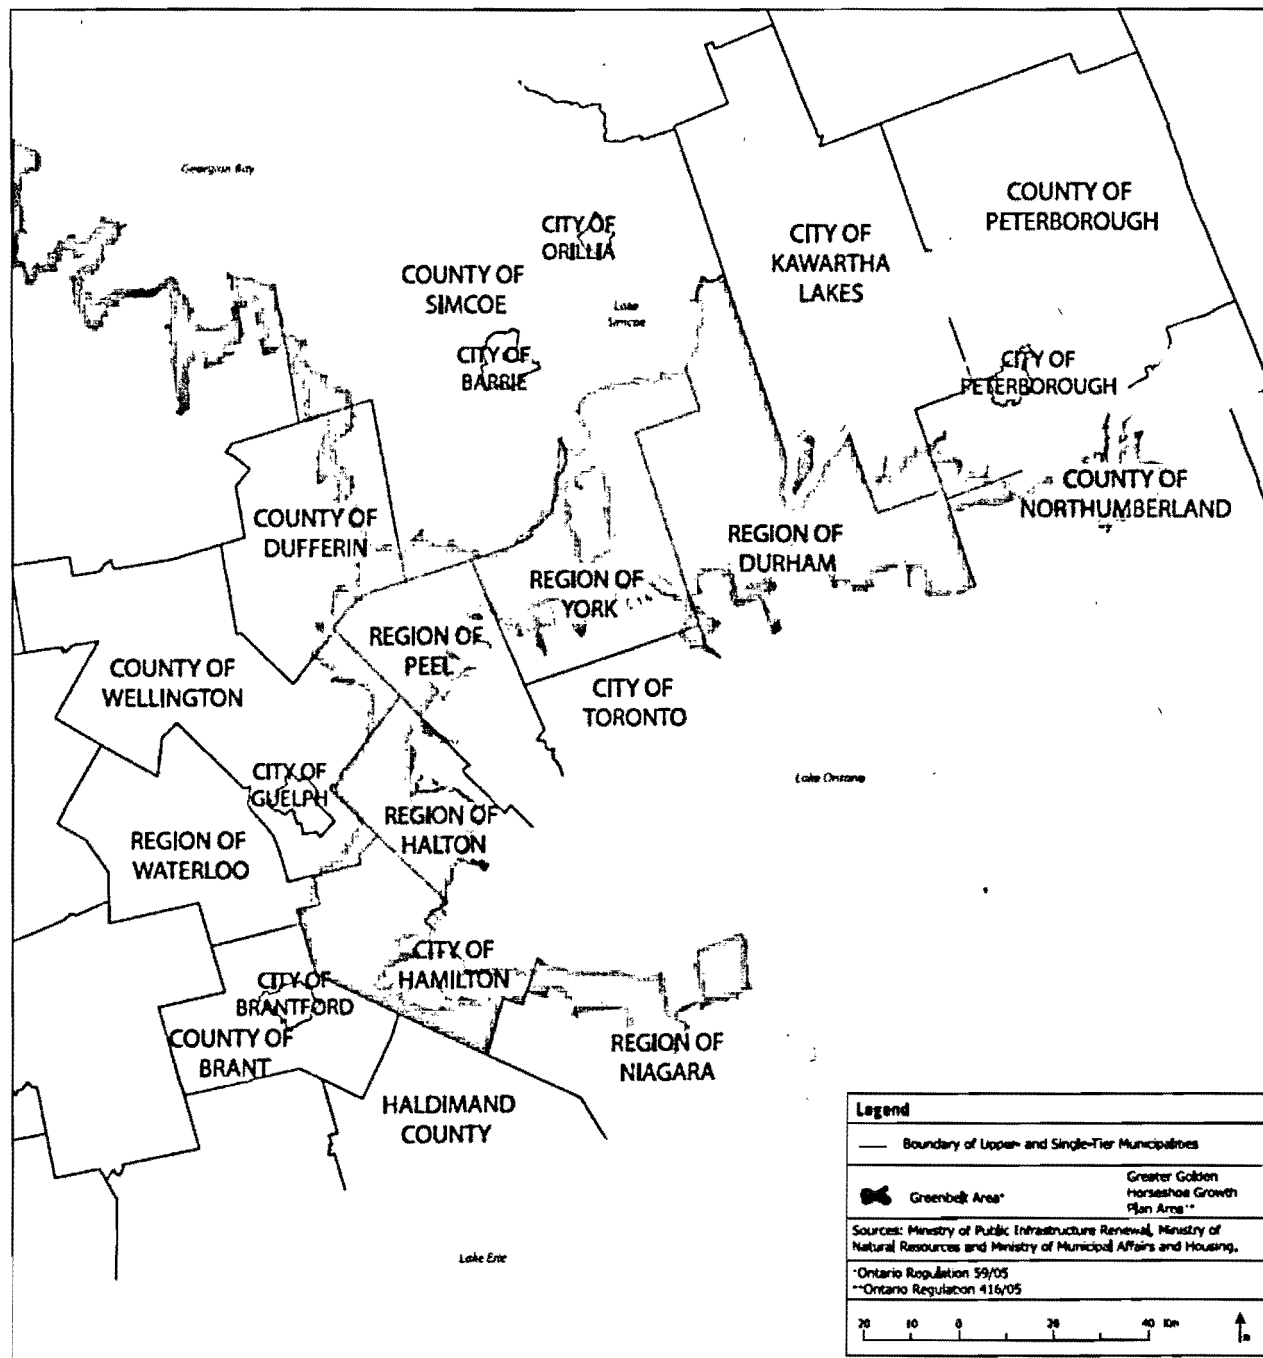 Georgian Bay
COUNTY OF
PETERBOROUGH
CITY OF
ORILLIA
CITY OF
KAWARTHA
LAKES
COUNTY OF
SIMCOE
Lake
Simcoe
CITY OF
BARRIE
CITY OF
PETERBOROUGH
COUNTY OF
NORTHUMBERLAND
COUNTY OF
DUFFERIN
REGION OF
DURHAM
REGION OF
YORK
REGION OF
PEEL
COUNTY OF
WELLINGTON
CITY OF
TORONTO
CITY OF
GUELPH
Lake Ontario
REGION OF
HALTON
REGION OF
WATERLOO
CITY OF
HAMILTON
CITY OF
BRANTFORD
COUNTY OF
BRANT
REGION OF
NIAGARA
HALDIMAND
COUNTY
Lake Erie
Legend
Boundary of Upper- and Single-Tier Municipalities
Greenbelt Area*
Greater Golden
Horseshoe Growth
Plan Area**
Sources: Ministry of Public Infrastructure Renewal, Ministry of
Natural Resources and Ministry of Municipal Affairs and Housing.
*Ontario Regulation 59/05
**Ontario Regulation 416/05
20 10 0 20 40 Km